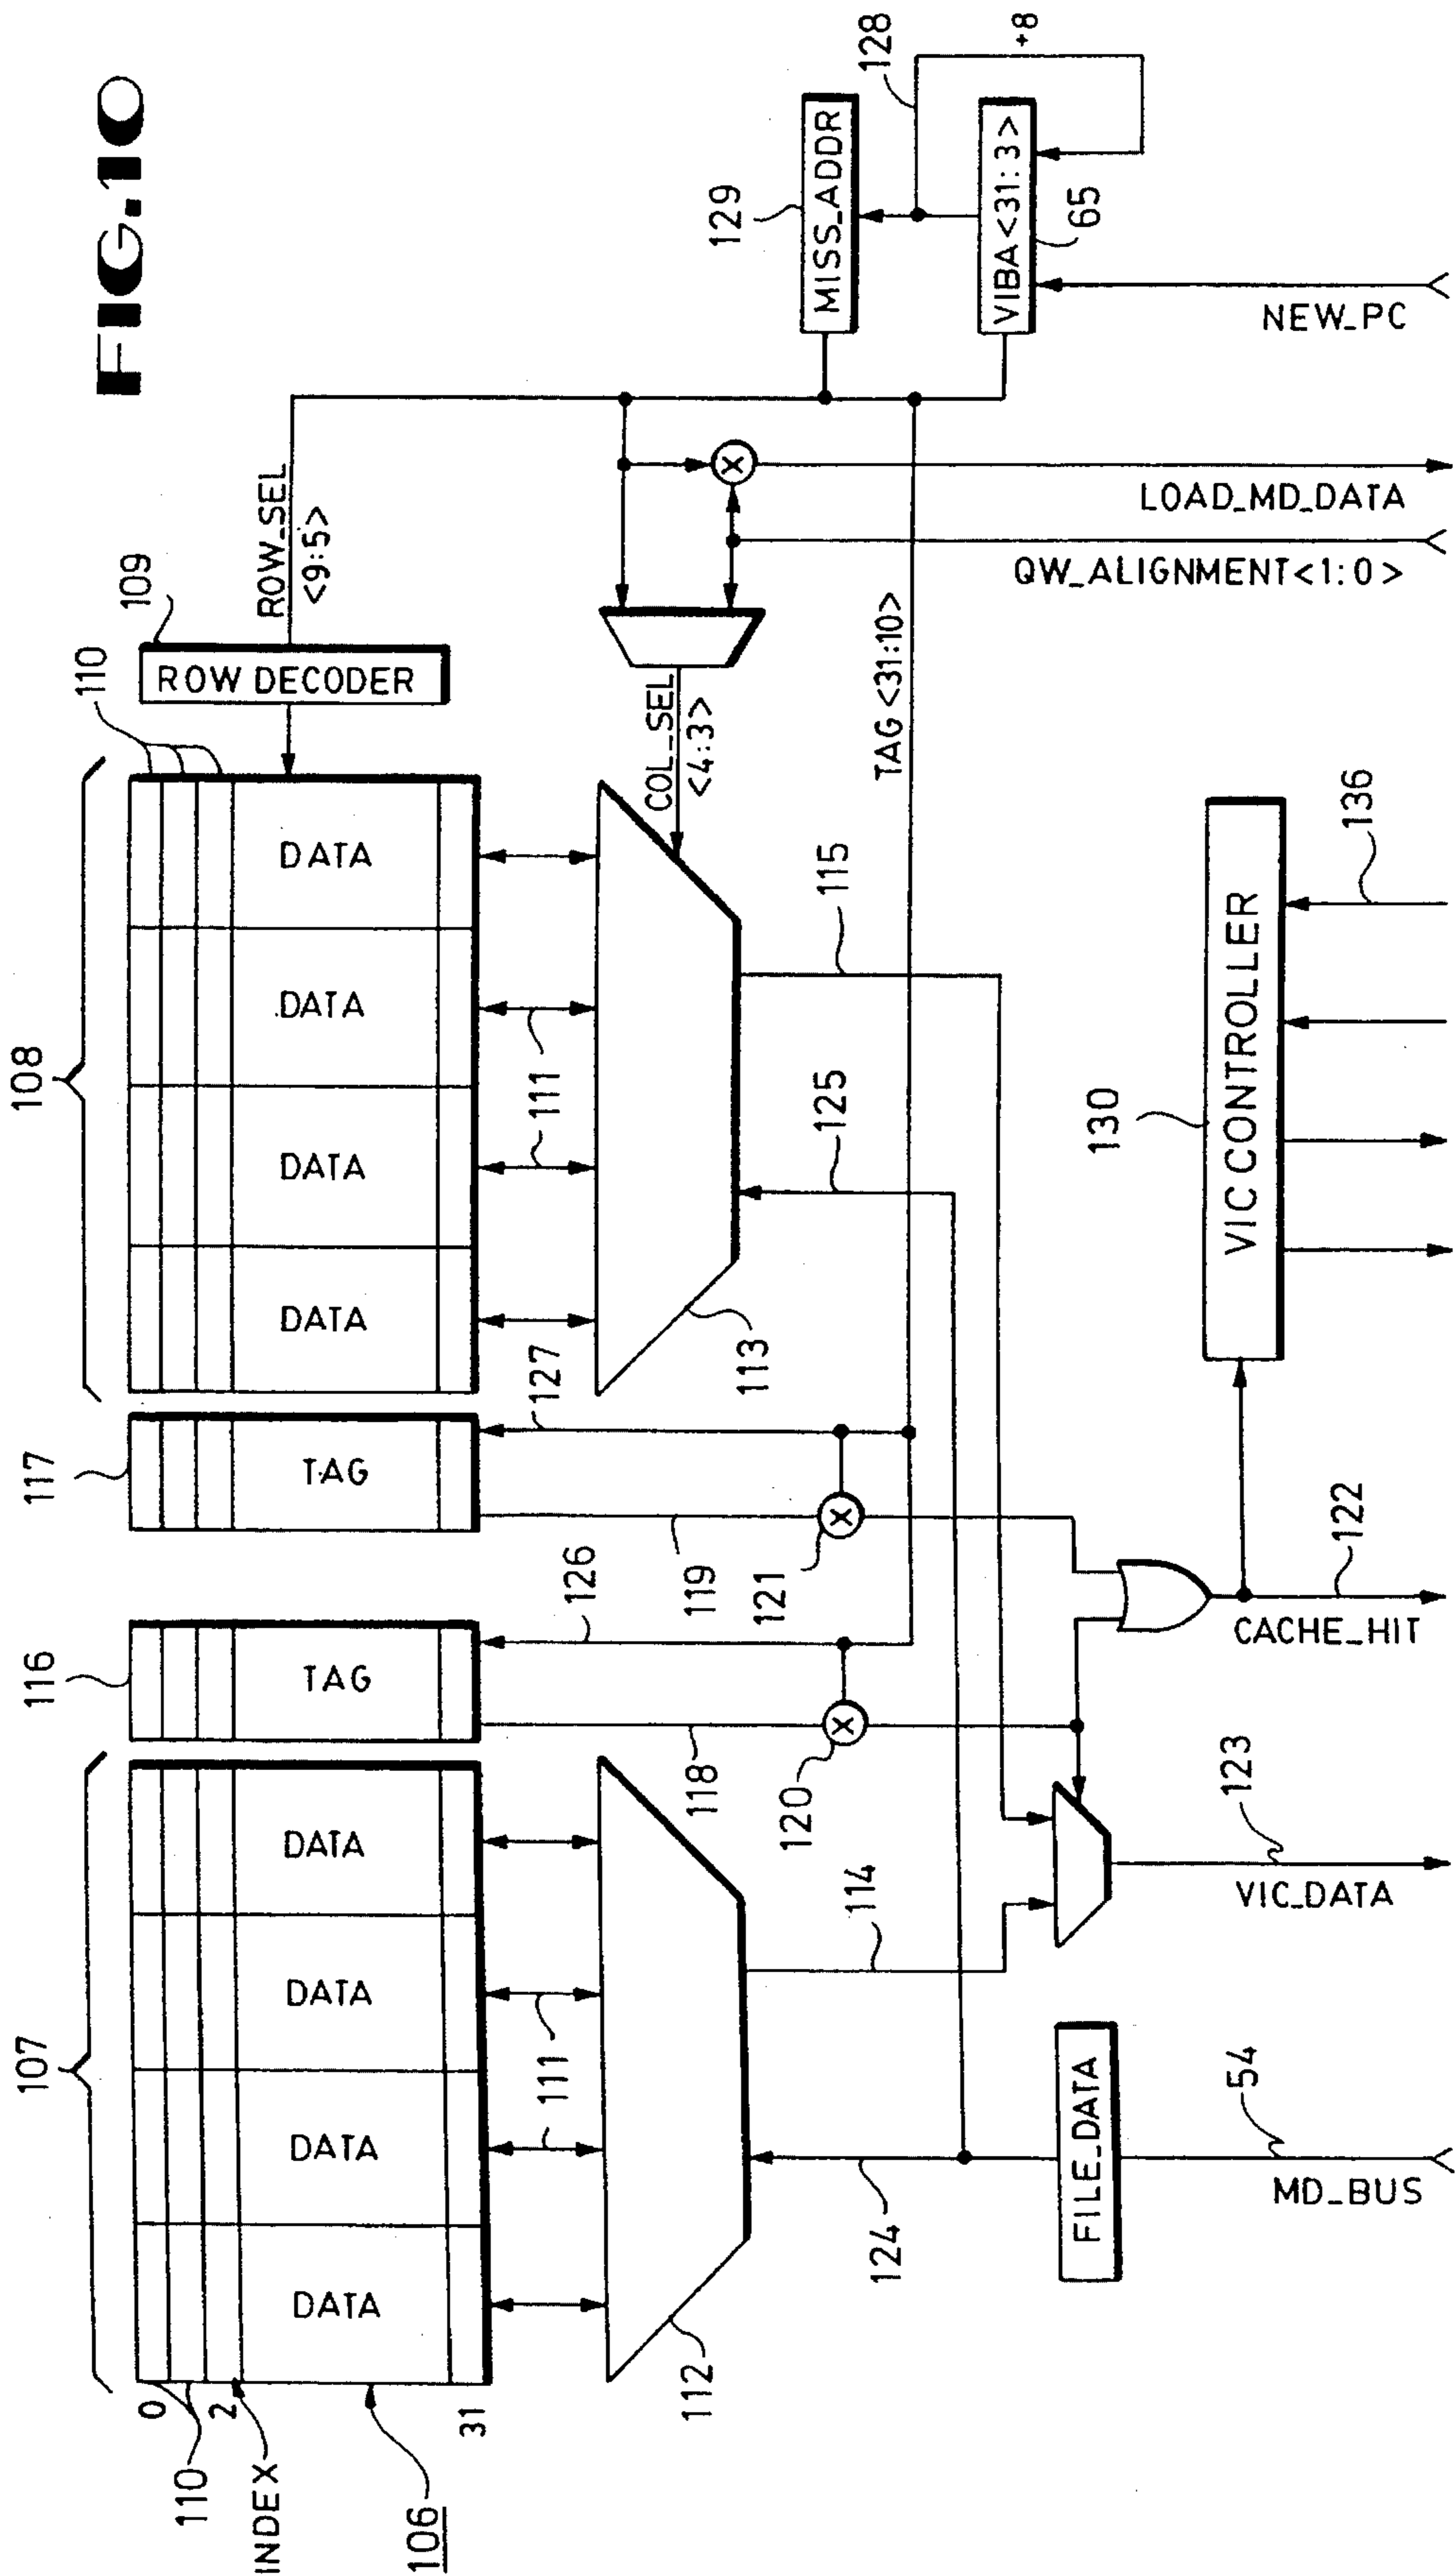 FIG.10
108
107
117
116
110
109
ROW DECODER
ROW_SEL
<9:5>
0
110
2
INDEX
106
31
DATA
DATA
DATA
DATA
TAG
TAG
DATA
DATA
DATA
DATA
111
111
126
127
118
119
112
113
COL_SEL
<4:3>
129
MISS_ADDR
128
+8
VIBA<31:3>
65
120
121
124
114
125
115
TAG<31:10>
LOAD_MD_DATA
QW_ALIGNMENT<1:0>
NEW_PC
FILE_DATA
130
VIC CONTROLLER
54
123
122
136
MD_BUS
VIC_DATA
CACHE_HIT
X
X
X